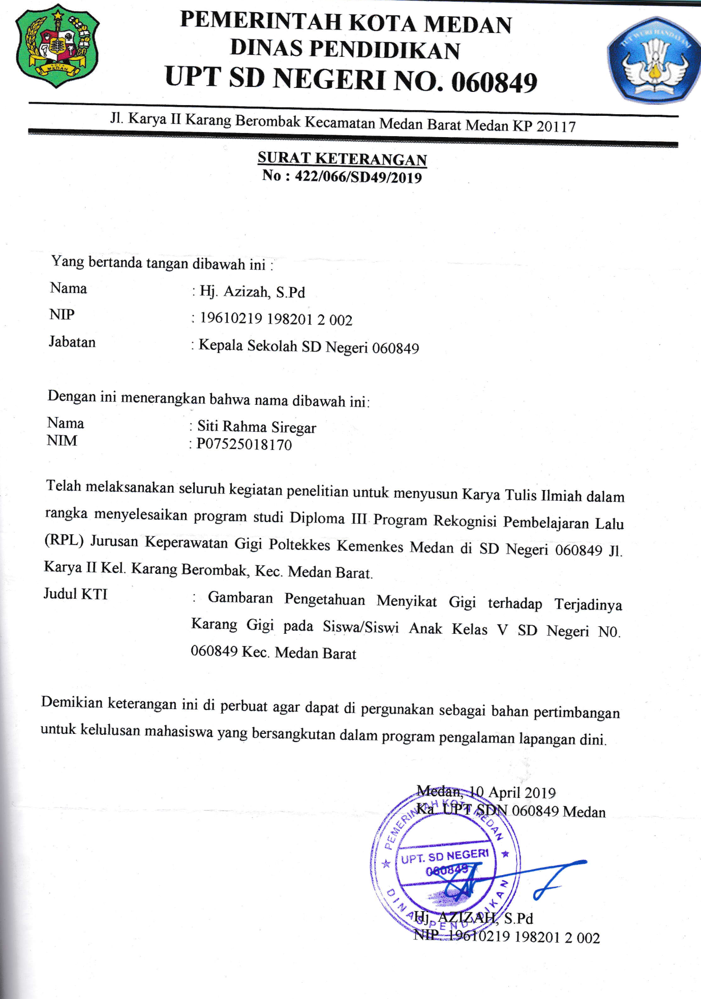 PEMERINTAH KOTA MEDAN
DINAS PENDIDIKAN
UPT SD NEGERI NO. 060849
KOTA
MEDAN
TUT WURI HANDAYANI
Jl. Karya II Karang Berombak Kecamatan Medan Barat Medan KP 20117
SURAT KETERANGAN
No : 422/066/SD49/2019
Yang bertanda tangan dibawah ini :
Nama : Hj. Azizah, S.Pd
NIP : 19610219 198201 2 002
Jabatan : Kepala Sekolah SD Negeri 060849
Dengan ini menerangkan bahwa nama dibawah ini:
Nama : Siti Rahma Siregar
NIM : P07525018170
Telah melaksanakan seluruh kegiatan penelitian untuk menyusun Karya Tulis Ilmiah dalam
rangka menyelesaikan program studi Diploma III Program Rekognisi Pembelajaran Lalu
(RPL) Jurusan Keperawatan Gigi Poltekkes Kemenkes Medan di SD Negeri 060849 Jl.
Karya II Kel. Karang Berombak, Kec. Medan Barat.
Judul KTI : Gambaran Pengetahuan Menyikat Gigi terhadap Terjadinya
Karang Gigi pada Siswa/Siswi Anak Kelas V SD Negeri N0.
060849 Kec. Medan Barat
Demikian keterangan ini di perbuat agar dapat di pergunakan sebagai bahan pertimbangan
untuk kelulusan mahasiswa yang bersangkutan dalam program pengalaman lapangan dini.
Medan, 10 April 2019
Ka UPT SDN 060849 Medan
PEMERINTAH KOTA MEDAN
UPT. SD NEGERI
060849
DINAS PENDIDIKAN
Hj. AZIZAH, S.Pd
NIP. 19610219 198201 2 002